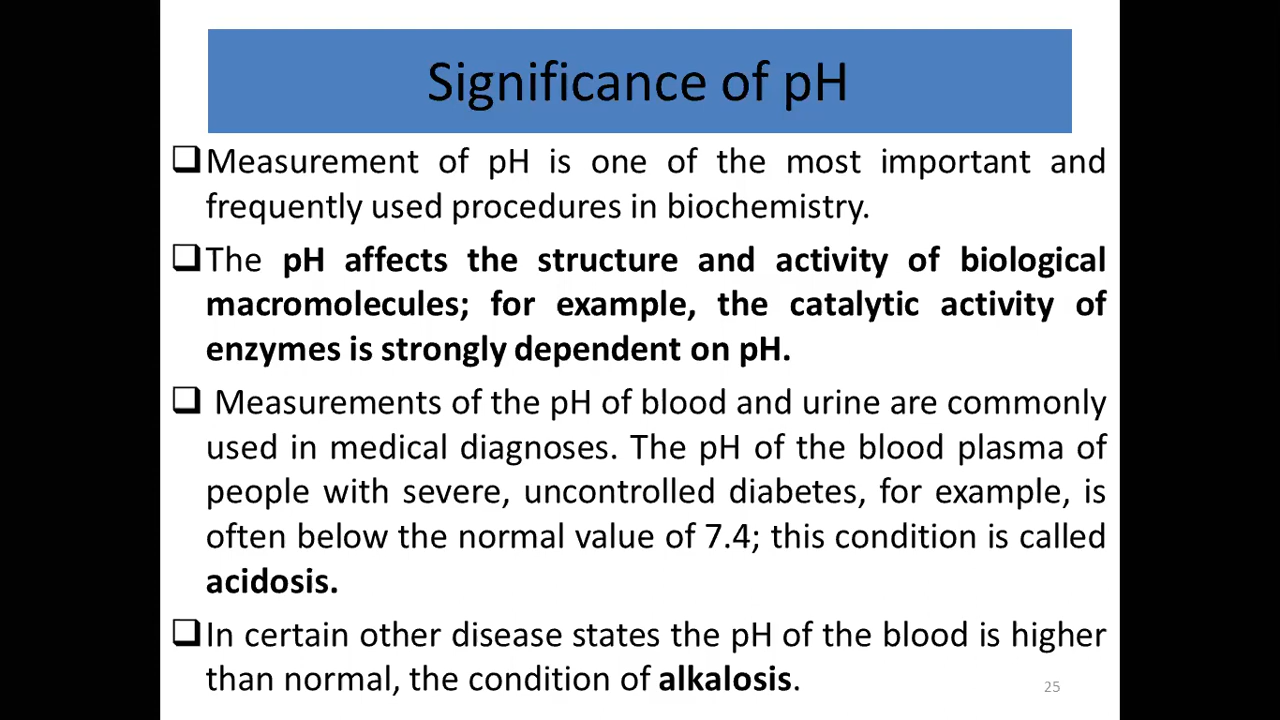 Significance of pH
❑Measurement of pH is one of the most important and
frequently used procedures in biochemistry.
❑The pH affects the structure and activity of biological
macromolecules; for example, the catalytic activity of
enzymes is strongly dependent on pH.
❑ Measurements of the pH of blood and urine are commonly
used in medical diagnoses. The pH of the blood plasma of
people with severe, uncontrolled diabetes, for example, is
often below the normal value of 7.4; this condition is called
acidosis.
❑In certain other disease states the pH of the blood is higher
than normal, the condition of alkalosis.
25